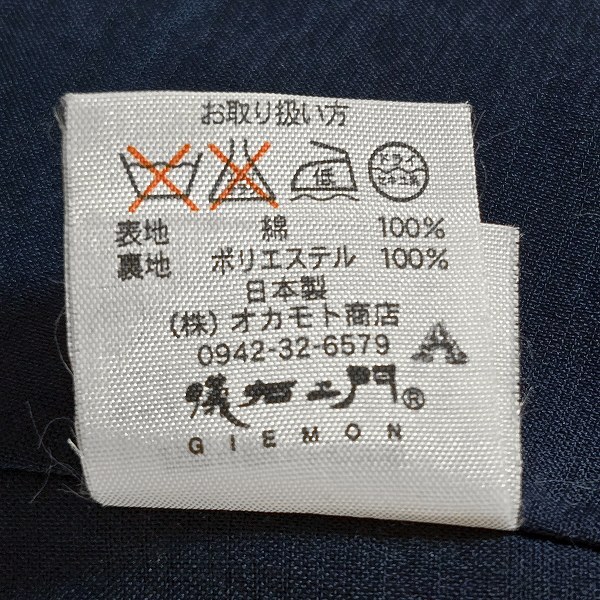 お取り扱い方
低 ドライ
表地 綿 100%
裏地 ポリエステル 100%
日本製
(株) オカモト商店
0942-32-6579
儀右ヱ門®
GIEMON